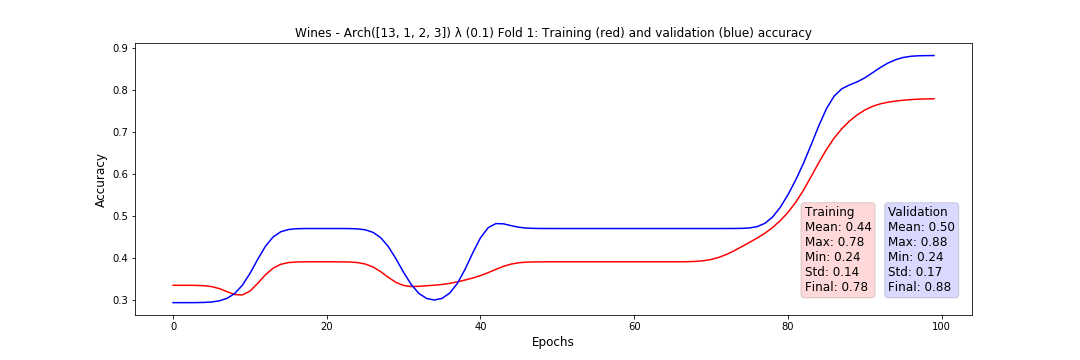 Wines - Arch([13, 1, 2, 3]) λ (0.1) Fold 1: Training (red) and validation (blue) accuracy
Accuracy
0.9
0.8
0.7
0.6
0.5
0.4
0.3
Training
Mean: 0.44
Max: 0.78
Min: 0.24
Std: 0.14
Final: 0.78
Validation
Mean: 0.50
Max: 0.88
Min: 0.24
Std: 0.17
Final: 0.88
0 20 40 60 80 100
Epochs